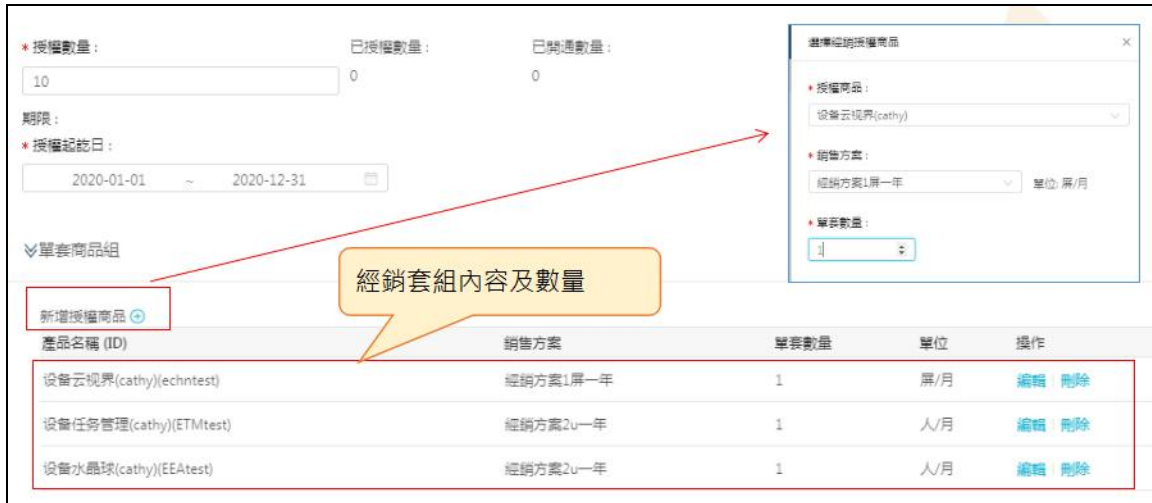 * 授權數量：
已授權數量：
已開通數量：
10
0
0
期限：
* 授權起訖日：
2020-01-01 ~ 2020-12-31
單套商品組
新增授權商品
產品名稱 (ID) 銷售方案 單套數量 單位 操作
设备云视界(cathy)(echntest) 經銷方案1屏一年 1 屏/月 編輯 刪除
设备任务管理(cathy)(ETMtest) 經銷方案2u一年 1 人/月 編輯 刪除
设备水晶球(cathy)(EEAtest) 經銷方案2u一年 1 人/月 編輯 刪除
經銷套組內容及數量
選擇經銷授權商品 ×
* 授權商品：
设备云视界(cathy)
* 銷售方案：
經銷方案1屏一年 單位: 屏/月
* 單套數量：
1